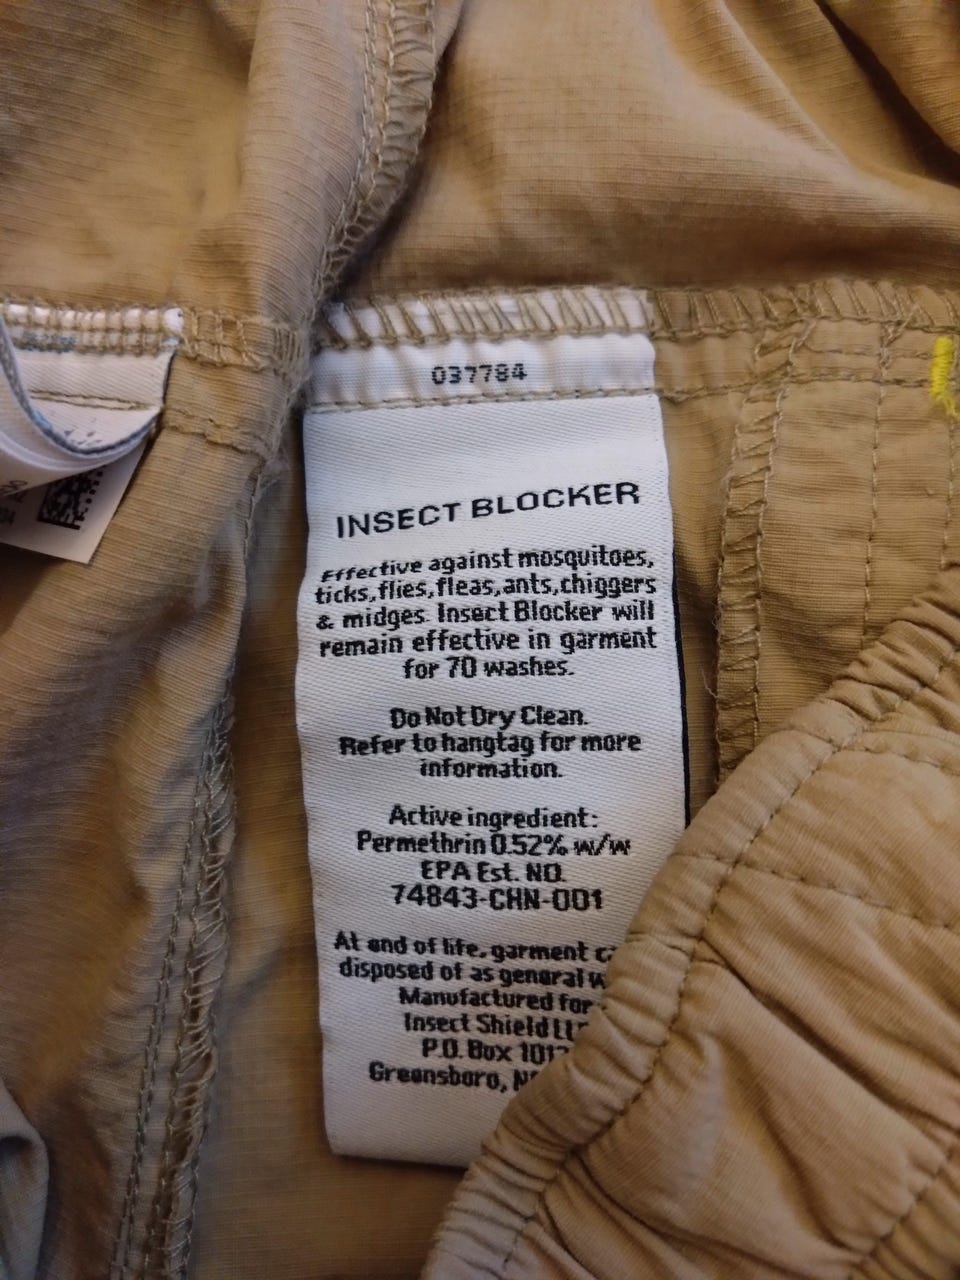 037784
INSECT BLOCKER
Effective against mosquitoes,
ticks, flies, fleas, ants, chiggers
& midges. Insect Blocker will
remain effective in garment
for 70 washes.
Do Not Dry Clean.
Refer to hangtag for more
information.
Active ingredient:
Permethrin 0.52% w/w
EPA Est. NO.
74843-CHN-001
At end of life, garment
disposed of as general
Manufactured for
Insect Shield
P.O. Box
Greensboro,